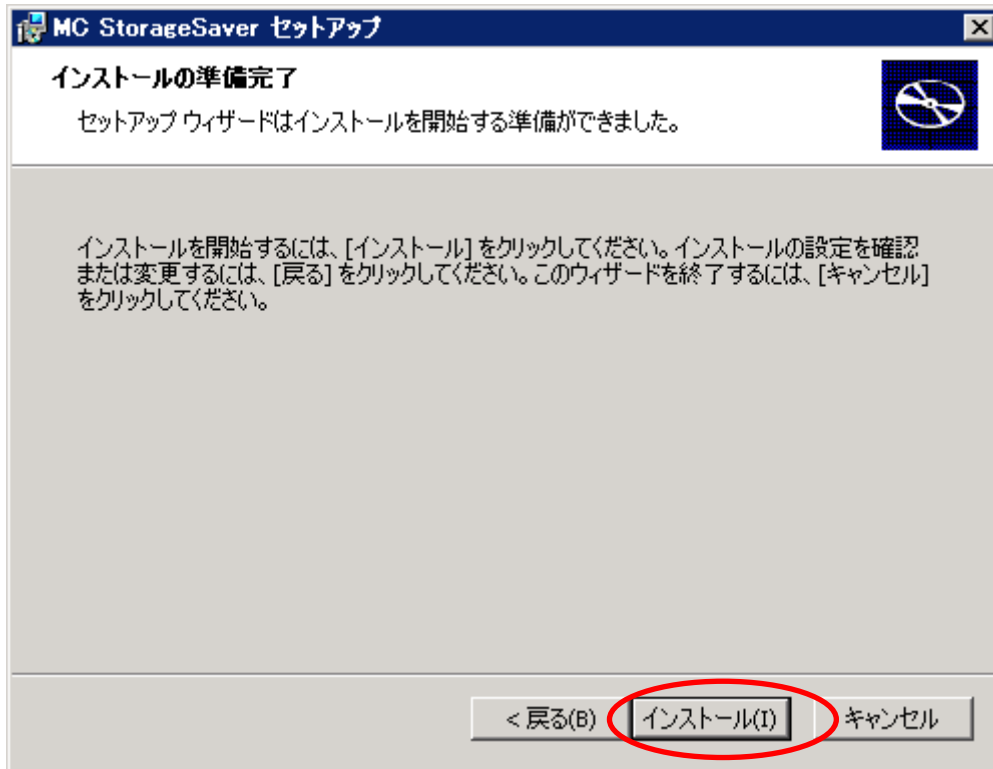 MC StorageSaver セットアップ
インストールの準備完了
セットアップ ウィザードはインストールを開始する準備ができました。
インストールを開始するには、[インストール] をクリックしてください。インストールの設定を確認
または変更するには、[戻る] をクリックしてください。このウィザードを終了するには、[キャンセル]
をクリックしてください。
< 戻る(B) インストール(I) キャンセル